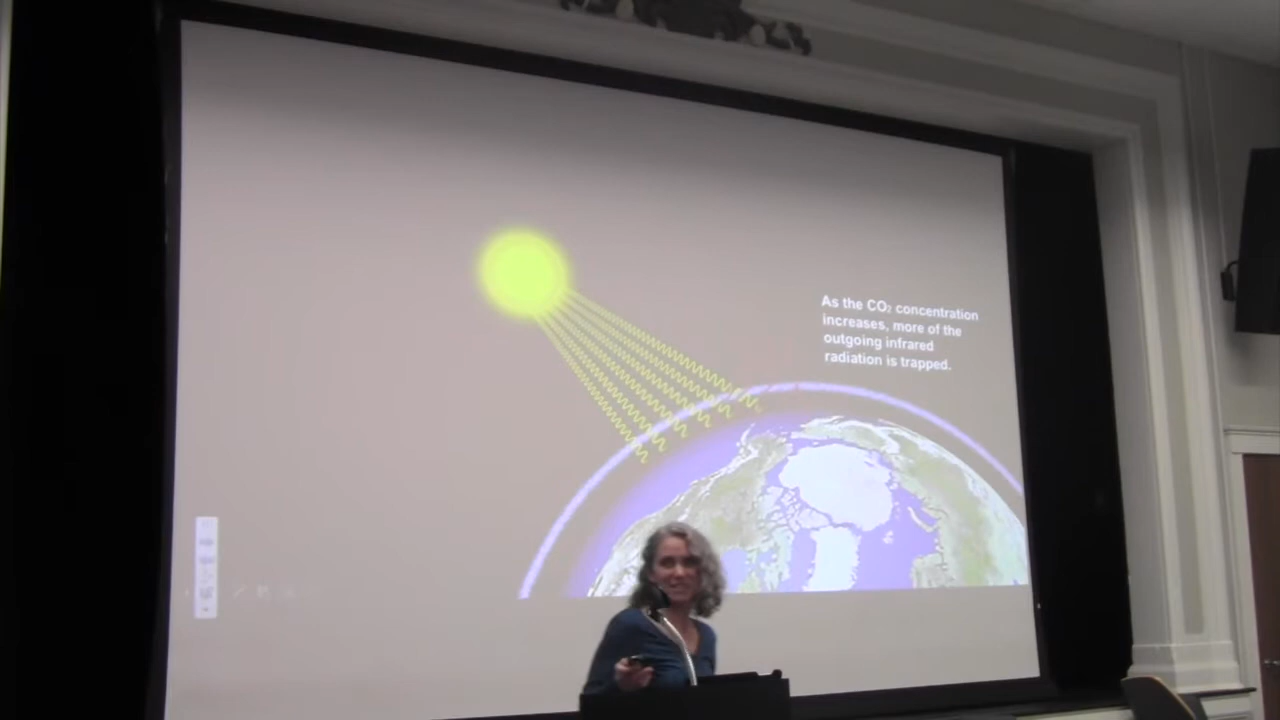 As the CO₂ concentration
increases, more of the
outgoing infrared
radiation is trapped.